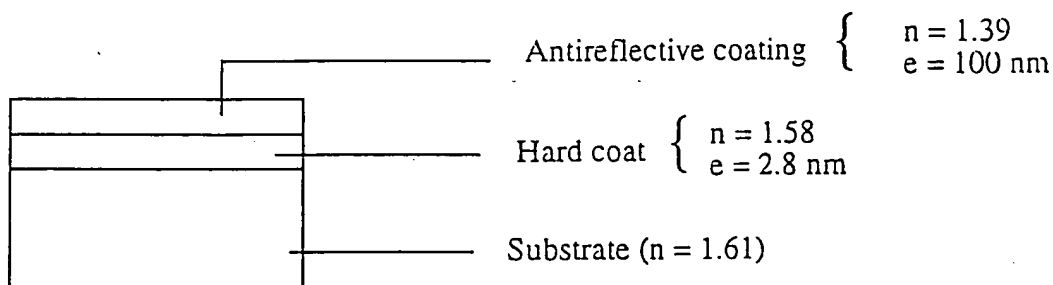 Antireflective coating { n = 1.39
e = 100 nm
Hard coat { n = 1.58
e = 2.8 nm
Substrate (n = 1.61)